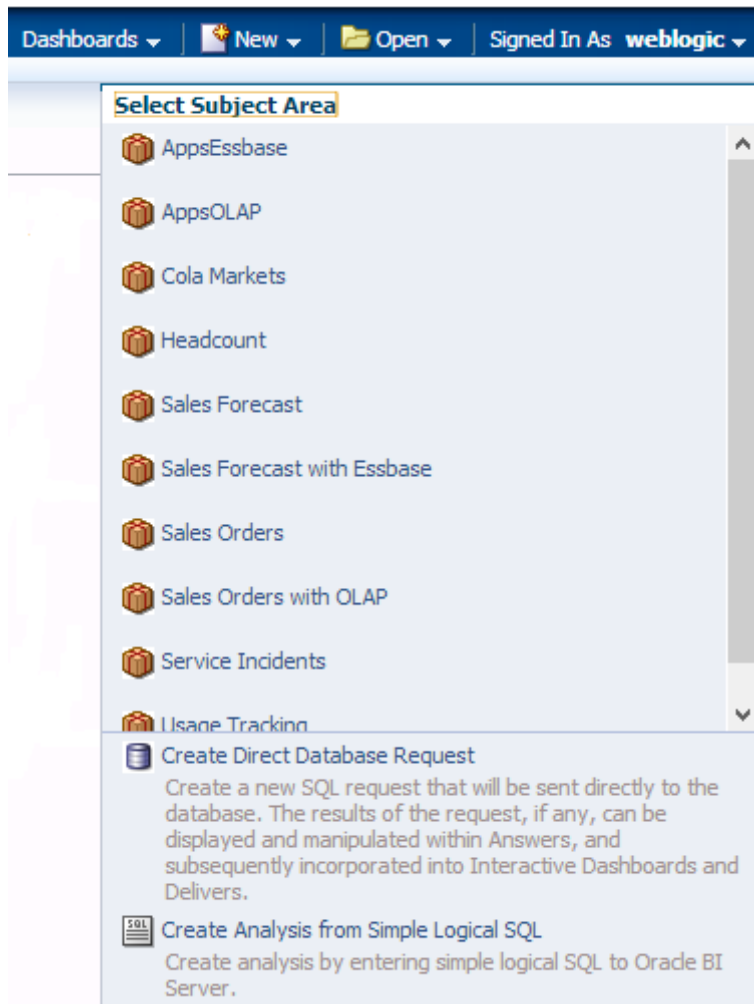 Dashboards New Open Signed In As weblogic
Select Subject Area
AppsEssbase
AppsOLAP
Cola Markets
Headcount
Sales Forecast
Sales Forecast with Essbase
Sales Orders
Sales Orders with OLAP
Service Incidents
Usage Tracking
Create Direct Database Request
Create a new SQL request that will be sent directly to the
database. The results of the request, if any, can be
displayed and manipulated within Answers, and
subsequently incorporated into Interactive Dashboards and
Delivers.
SQL Create Analysis from Simple Logical SQL
Create analysis by entering simple logical SQL to Oracle BI
Server.